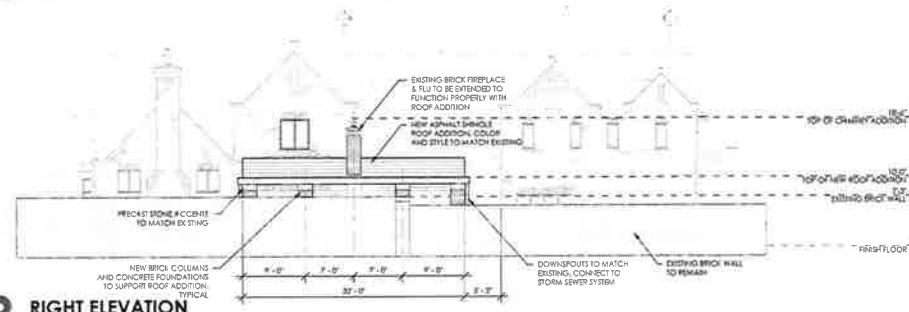 EXISTING BRICK FIREPLACE
& FLU TO BE EXTENDED TO
FUNCTION PROPERLY WITH
ROOF ADDITION
NEW ASPHALT SHINGLE
ROOF ADDITION, COLOR
AND STYLE TO MATCH EXISTING
TOP OF CHIMNEY ADDITION
TOP OF NEW ROOF ADDITION
EXISTING BRICK WALL
FINISH FLOOR
PRECAST STONE ACCENTS
TO MATCH EXISTING
NEW BRICK COLUMNS
AND CONCRETE FOUNDATIONS
TO SUPPORT ROOF ADDITION,
TYPICAL
DOWNSPOUTS TO MATCH
EXISTING, CONNECT TO
STORM SEWER SYSTEM
EXISTING BRICK WALL
TO REMAIN
RIGHT ELEVATION